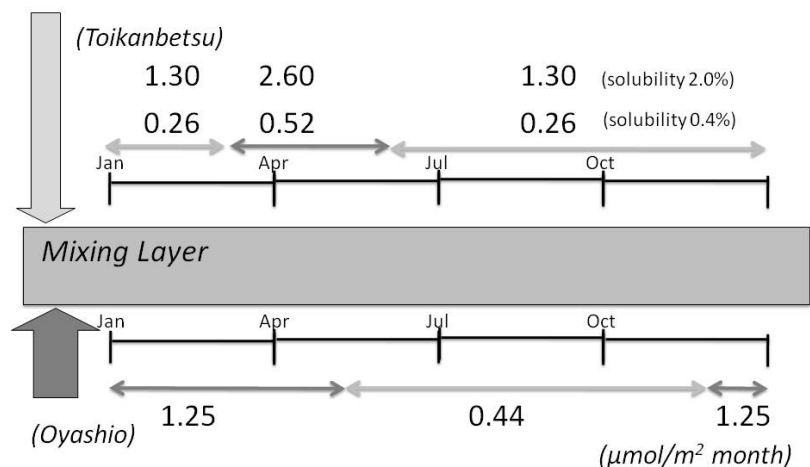 (Toikanbetsu)
1.30 2.60 1.30 (solubility 2.0%)
0.26 0.52 0.26 (solubility 0.4%)
Jan Apr Jul Oct
Mixing Layer
Jan Apr Jul Oct
1.25 0.44 1.25
(Oyashio)
(μmol/m² month)